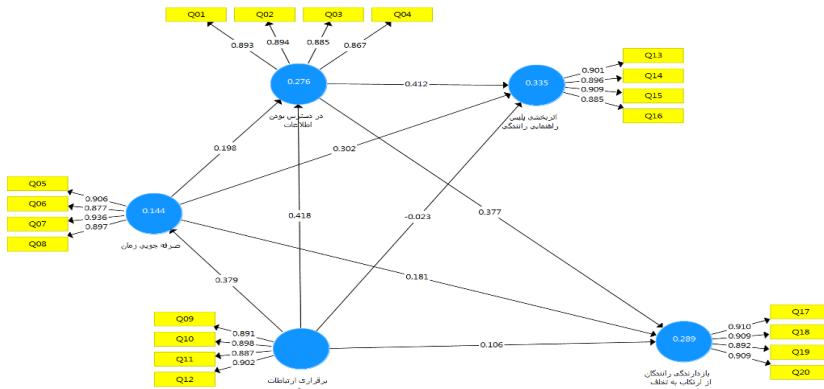 Q01
Q02
Q03
Q04
0.893
0.894
0.885
0.867
0.276
در دسترس بودن
اطلاعات
0.412
0.335
اثربخشی پلیس
راهنمایی رانندگی
0.901
0.896
0.909
0.885
Q13
Q14
Q15
Q16
0.198
0.302
0.418
-0.023
0.377
Q05
Q06
Q07
Q08
0.906
0.877
0.936
0.897
0.144
صرفه جویی زمان
0.379
0.181
Q09
Q10
Q11
Q12
0.891
0.898
0.887
0.902
برقراری ارتباطات
0.106
0.289
بازدارندگی رانندگان
از ارتکاب به تخلف
0.910
0.909
0.892
0.909
Q17
Q18
Q19
Q20